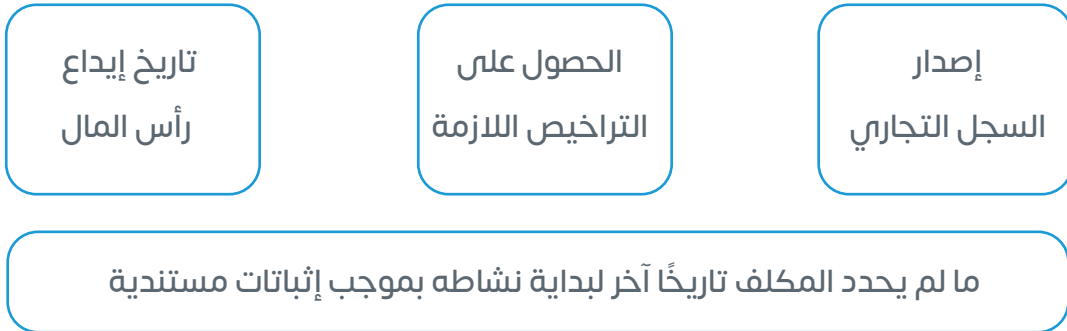 إصدار
السجل التجاري
الحصول على
التراخيص اللازمة
تاريخ إيداع
رأس المال
ما لم يحدد المكلف تاريخًا آخر لبداية نشاطه بموجب إثباتات مستندية